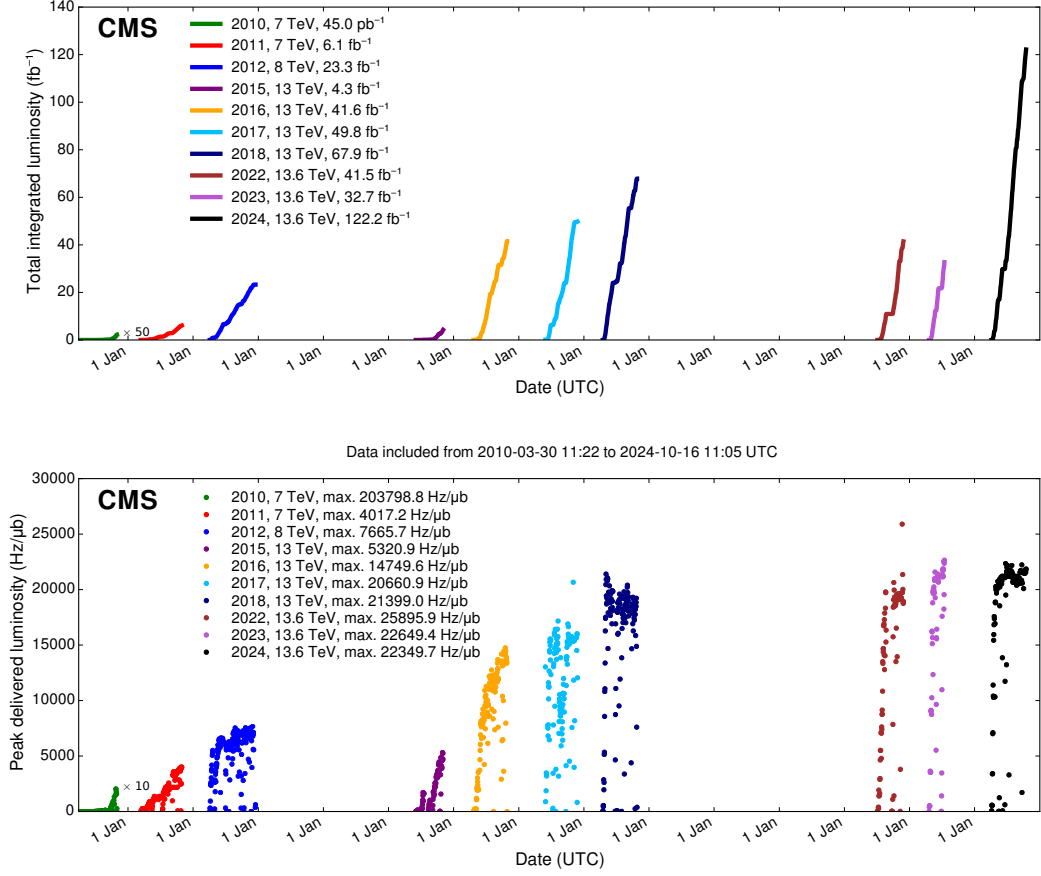 CMS
2010, 7 TeV, 45.0 pb⁻¹
2011, 7 TeV, 6.1 fb⁻¹
2012, 8 TeV, 23.3 fb⁻¹
2015, 13 TeV, 4.3 fb⁻¹
2016, 13 TeV, 41.6 fb⁻¹
2017, 13 TeV, 49.8 fb⁻¹
2018, 13 TeV, 67.9 fb⁻¹
2022, 13.6 TeV, 41.5 fb⁻¹
2023, 13.6 TeV, 32.7 fb⁻¹
2024, 13.6 TeV, 122.2 fb⁻¹
Total integrated luminosity (fb⁻¹)
140
120
100
80
60
40
20
0
× 50
1 Jan 1 Jan 1 Jan 1 Jan 1 Jan 1 Jan 1 Jan 1 Jan 1 Jan 1 Jan 1 Jan 1 Jan 1 Jan 1 Jan
Date (UTC)
Data included from 2010-03-30 11:22 to 2024-10-16 11:05 UTC
CMS
2010, 7 TeV, max. 203798.8 Hz/µb
2011, 7 TeV, max. 4017.2 Hz/µb
2012, 8 TeV, max. 7665.7 Hz/µb
2015, 13 TeV, max. 5320.9 Hz/µb
2016, 13 TeV, max. 14749.6 Hz/µb
2017, 13 TeV, max. 20660.9 Hz/µb
2018, 13 TeV, max. 21399.0 Hz/µb
2022, 13.6 TeV, max. 25895.9 Hz/µb
2023, 13.6 TeV, max. 22649.4 Hz/µb
2024, 13.6 TeV, max. 22349.7 Hz/µb
Peak delivered luminosity (Hz/µb)
30000
25000
20000
15000
10000
5000
0
× 10
1 Jan 1 Jan 1 Jan 1 Jan 1 Jan 1 Jan 1 Jan 1 Jan 1 Jan 1 Jan 1 Jan 1 Jan 1 Jan 1 Jan
Date (UTC)